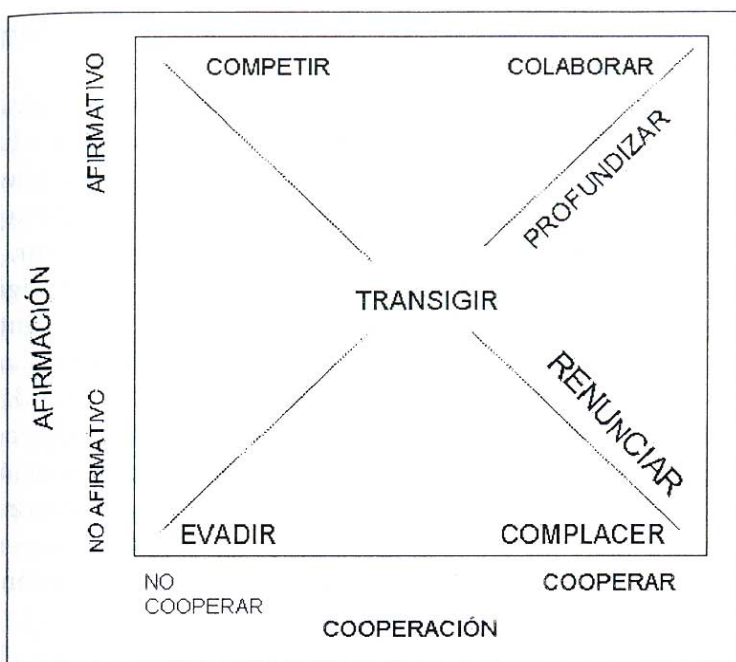 COMPETIR
COLABORAR
AFIRMATIVO
PROFUNDIZAR
TRANSIGIR
AFIRMACIÓN
RENUNCIAR
NO AFIRMATIVO
EVADIR
COMPLACER
NO
COOPERAR
COOPERAR
COOPERACIÓN